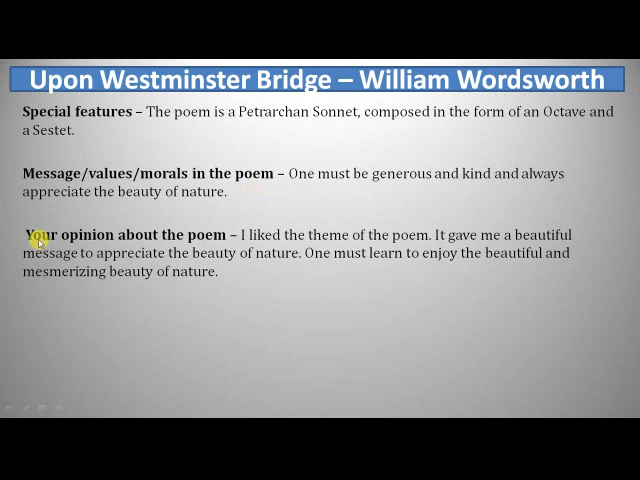 Upon Westminster Bridge – William Wordsworth
Special features – The poem is a Petrarchan Sonnet, composed in the form of an Octave and
a Sestet.
Message/values/morals in the poem – One must be generous and kind and always
appreciate the beauty of nature.
Your opinion about the poem – I liked the theme of the poem. It gave me a beautiful
message to appreciate the beauty of nature. One must learn to enjoy the beautiful and
mesmerizing beauty of nature.